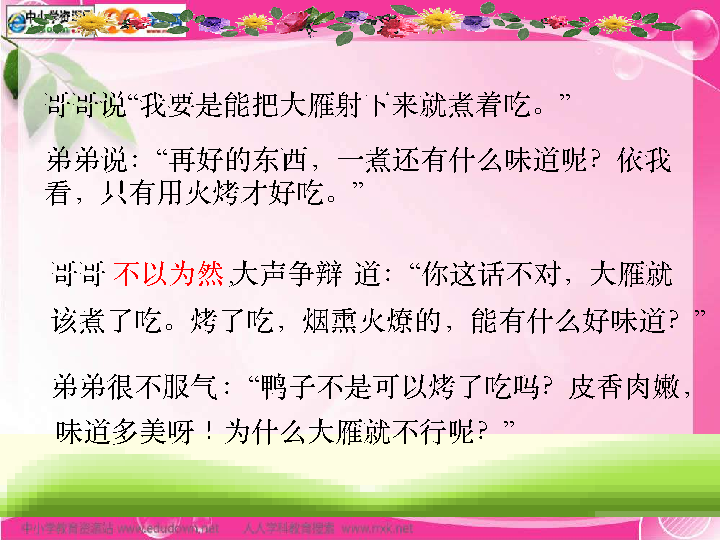 中小学资源网
哥哥说“我要是能把大雁射下来就煮着吃。”
弟弟说：“再好的东西，一煮还有什么味道呢？依我
看，只有用火烤才好吃。”
哥哥 不以为然,大声争辩 道：“你这话不对，大雁就
该煮了吃。烤了吃，烟熏火燎的，能有什么好味道？”
弟弟很不服气：“鸭子不是可以烤了吃吗？皮香肉嫩，
味道多美呀！为什么大雁就不行呢？”
中小学教育资源站 www.edudown.net 人人学科教育搜索 www.rrxk.net